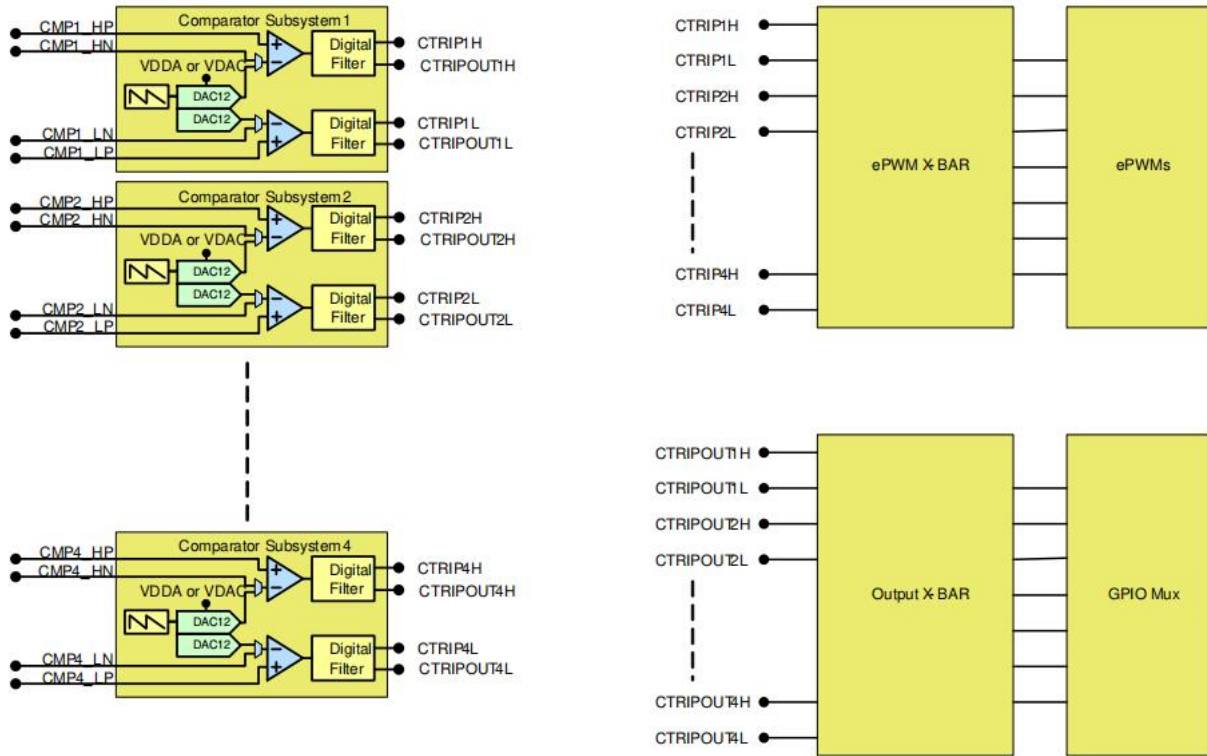 Comparator Subsystem 1
CMP1_HP
CMP1_HN
VDDA or VDAC
DAC12
DAC12
CMP1_LN
CMP1_LP
Digital
Filter
CTRIP1H
CTRIPOUT1H
Digital
Filter
CTRIP1L
CTRIPOUT1L
Comparator Subsystem 2
CMP2_HP
CMP2_HN
VDDA or VDAC
DAC12
DAC12
CMP2_LN
CMP2_LP
Digital
Filter
CTRIP2H
CTRIPOUT2H
Digital
Filter
CTRIP2L
CTRIPOUT2L
Comparator Subsystem 4
CMP4_HP
CMP4_HN
VDDA or VDAC
DAC12
DAC12
CMP4_LN
CMP4_LP
Digital
Filter
CTRIP4H
CTRIPOUT4H
Digital
Filter
CTRIP4L
CTRIPOUT4L
CTRIP1H
CTRIP1L
CTRIP2H
CTRIP2L
CTRIP4H
CTRIP4L
ePWM X-BAR
ePWMs
CTRIPOUT1H
CTRIPOUT1L
CTRIPOUT2H
CTRIPOUT2L
CTRIPOUT4H
CTRIPOUT4L
Output X-BAR
GPIO Mux